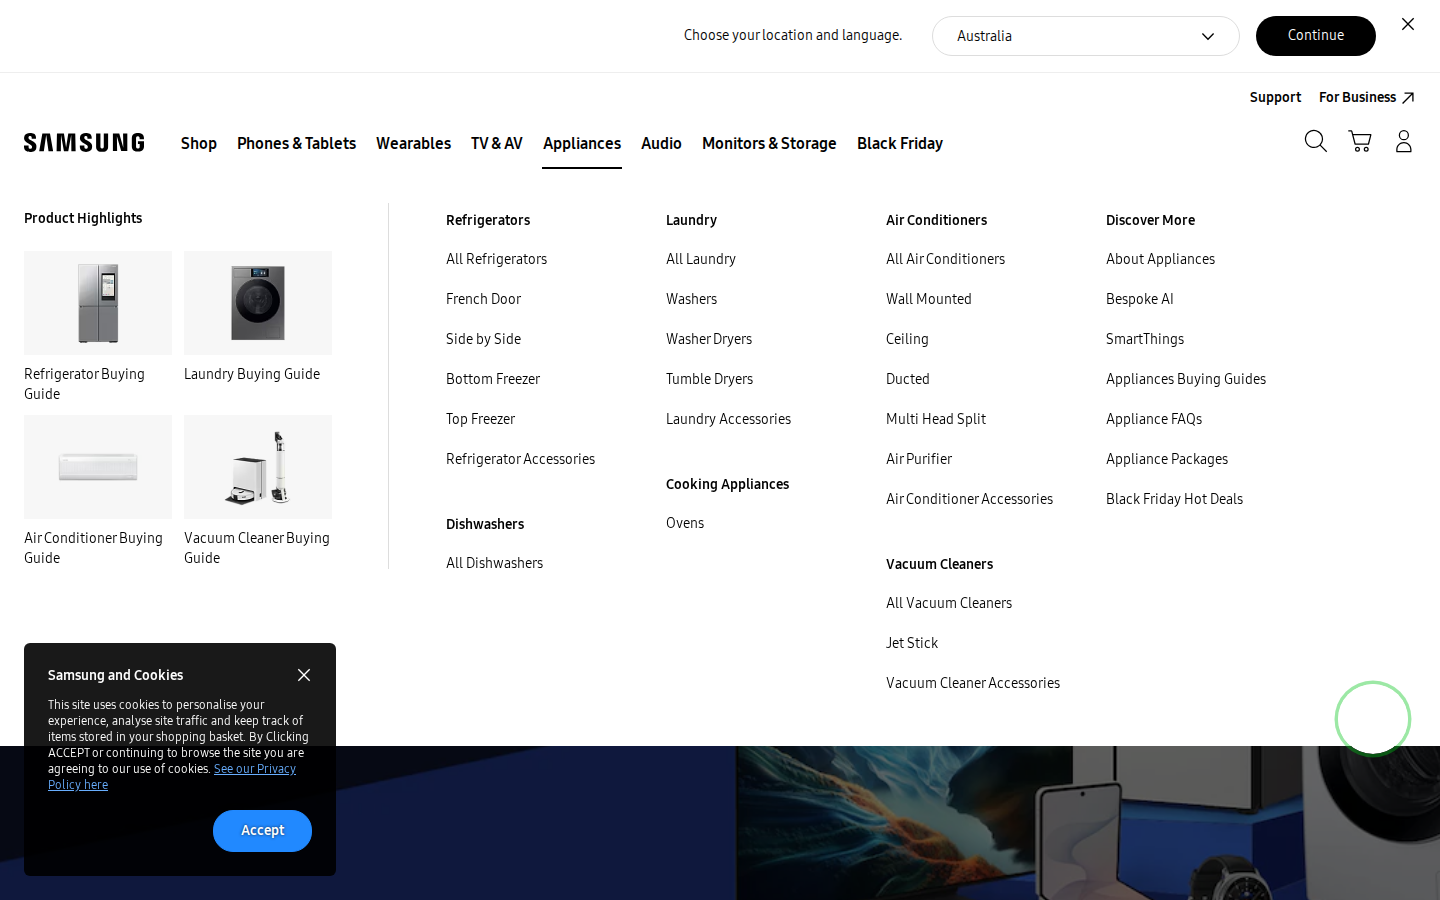 Choose your location and language.
Australia
Continue
Support
For Business
SAMSUNG
Shop
Phones & Tablets
Wearables
TV & AV
Appliances
Audio
Monitors & Storage
Black Friday
Product Highlights
Refrigerator Buying
Guide
Laundry Buying Guide
Air Conditioner Buying
Guide
Vacuum Cleaner Buying
Guide
Refrigerators
All Refrigerators
French Door
Side by Side
Bottom Freezer
Top Freezer
Refrigerator Accessories
Dishwashers
All Dishwashers
Laundry
All Laundry
Washers
Washer Dryers
Tumble Dryers
Laundry Accessories
Cooking Appliances
Ovens
Air Conditioners
All Air Conditioners
Wall Mounted
Ceiling
Ducted
Multi Head Split
Air Purifier
Air Conditioner Accessories
Vacuum Cleaners
All Vacuum Cleaners
Jet Stick
Vacuum Cleaner Accessories
Discover More
About Appliances
Bespoke AI
SmartThings
Appliances Buying Guides
Appliance FAQs
Appliance Packages
Black Friday Hot Deals
Samsung and Cookies
This site uses cookies to personalise your
experience, analyse site traffic and keep track of
items stored in your shopping basket. By Clicking
ACCEPT or continuing to browse the site you are
agreeing to our use of cookies. See our Privacy
Policy here
Accept